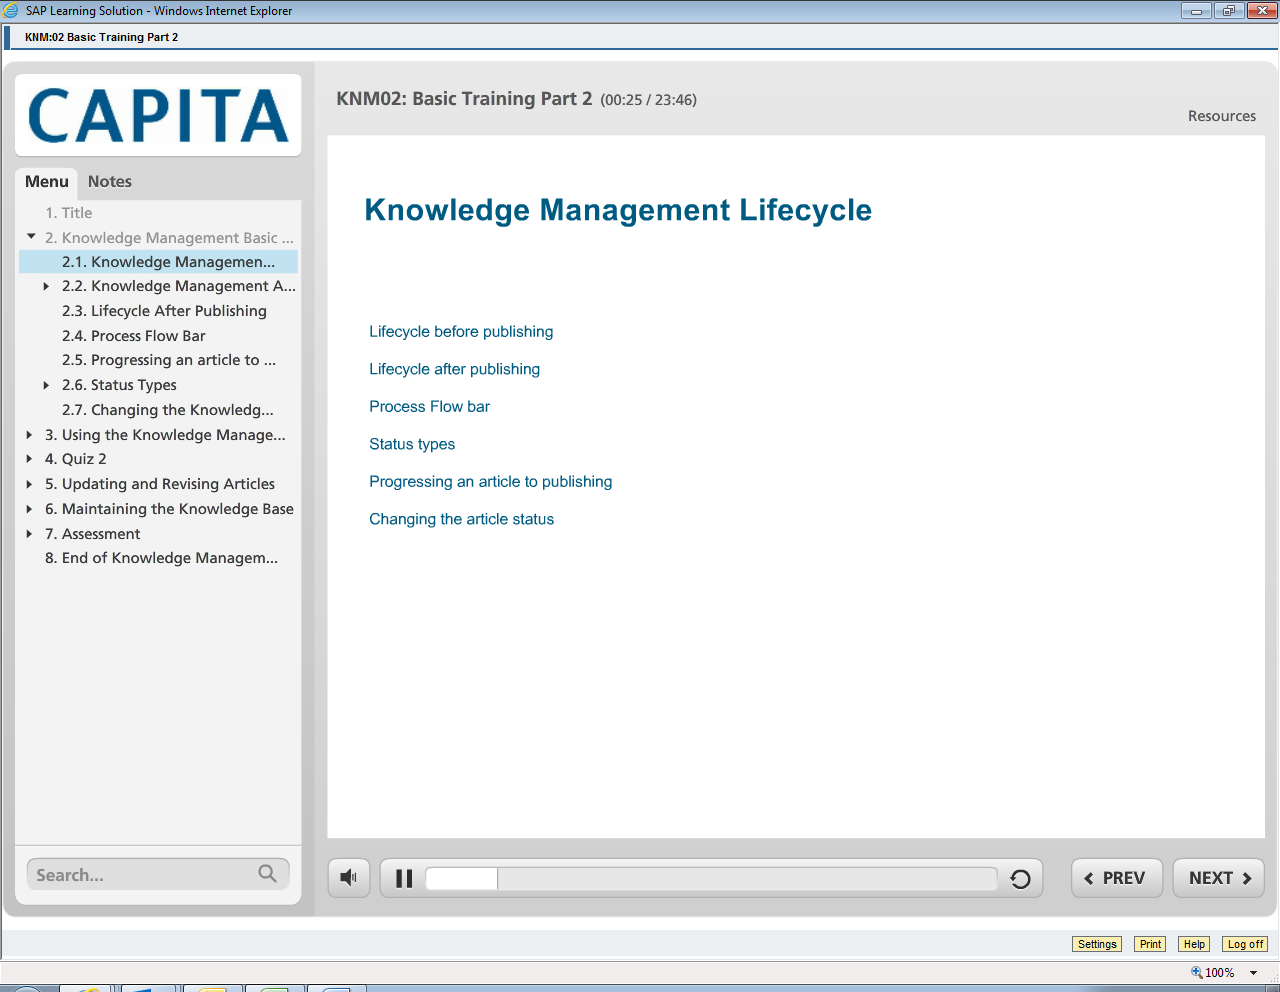 SAP Learning Solution - Windows Internet Explorer
KNM:02 Basic Training Part 2
CAPITA
KNM02: Basic Training Part 2 (00:25 / 23:46)
Resources
Menu Notes
1. Title
2. Knowledge Management Basic ...
2.1. Knowledge Managemen...
2.2. Knowledge Management A...
2.3. Lifecycle After Publishing
2.4. Process Flow Bar
2.5. Progressing an article to ...
2.6. Status Types
2.7. Changing the Knowledg...
3. Using the Knowledge Manage...
4. Quiz 2
5. Updating and Revising Articles
6. Maintaining the Knowledge Base
7. Assessment
8. End of Knowledge Managem...
Search...
Knowledge Management Lifecycle
Lifecycle before publishing
Lifecycle after publishing
Process Flow bar
Status types
Progressing an article to publishing
Changing the article status
PREV
NEXT
Settings Print Help Log off
100%